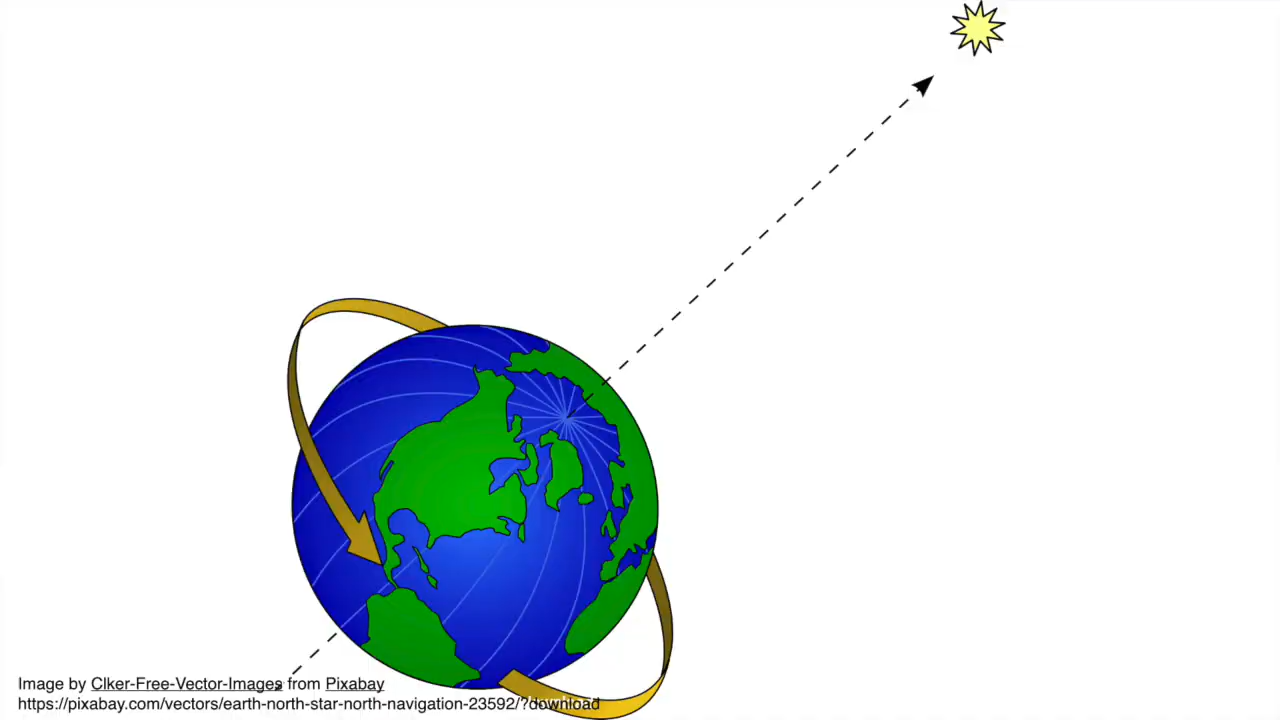 Image by Clker-Free-Vector-Images from Pixabay
https://pixabay.com/vectors/earth-north-star-north-navigation-23592/?download